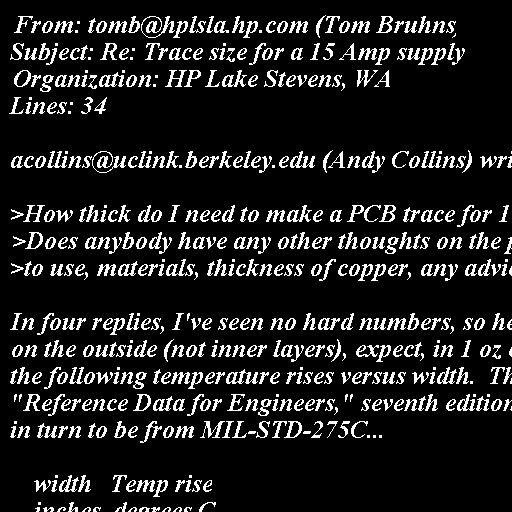 From: tomb@hplsla.hp.com (Tom Bruhns
Subject: Re: Trace size for a 15 Amp supply
Organization: HP Lake Stevens, WA
Lines: 34
acollins@uclink.berkeley.edu (Andy Collins) wri
>How thick do I need to make a PCB trace for 1
>Does anybody have any other thoughts on the p
>to use, materials, thickness of copper, any advic
In four replies, I've seen no hard numbers, so he
on the outside (not inner layers), expect, in 1 oz
the following temperature rises versus width.  Th
"Reference Data for Engineers," seventh edition
in turn to be from MIL-STD-275C...
width   Temp rise
inches  degrees C